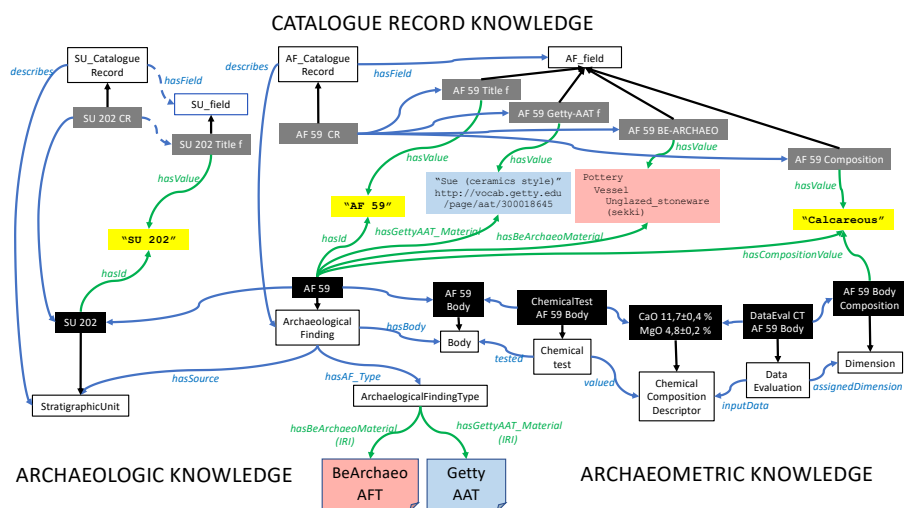 CATALOGUE RECORD KNOWLEDGE
describes
SU_Catalogue
Record
hasField
SU_field
SU 202 CR
SU 202 Title f
hasValue
"SU 202"
hasId
SU 202
describes
AF_Catalogue
Record
hasField
AF_field
AF 59 Title f
AF 59 Getty-AAT f
AF 59 CR
AF 59 BE-ARCHAEO
AF 59 Composition
hasValue
hasValue
hasValue
hasValue
"AF 59"
"Sue (ceramics style)"
http://vocab.getty.edu
/page/aat/300018645
Pottery
Vessel
Unglazed_stoneware
(sekki)
"Calcareous"
hasId
hasGettyAAT_Material
hasBeArchaeoMaterial
hasCompositionValue
AF 59
AF 59
Body
ChemicalTest
AF 59 Body
CaO 11,7±0,4 %
MgO 4,8±0,2 %
DataEval CT
AF 59 Body
AF 59 Body
Composition
Archaeological
Finding
hasBody
Body
tested
Chemical
test
valued
Chemical
Composition
Descriptor
inputData
Data
Evaluation
assignedDimension
Dimension
hasSource
hasAF_Type
StratigraphicUnit
ArchaeologicalFindingType
hasBeArchaeoMaterial
(IRI)
hasGettyAAT_Material
(IRI)
ARCHAEOLOGIC KNOWLEDGE
BeArchaeo
AFT
Getty
AAT
ARCHAEOMETRIC KNOWLEDGE